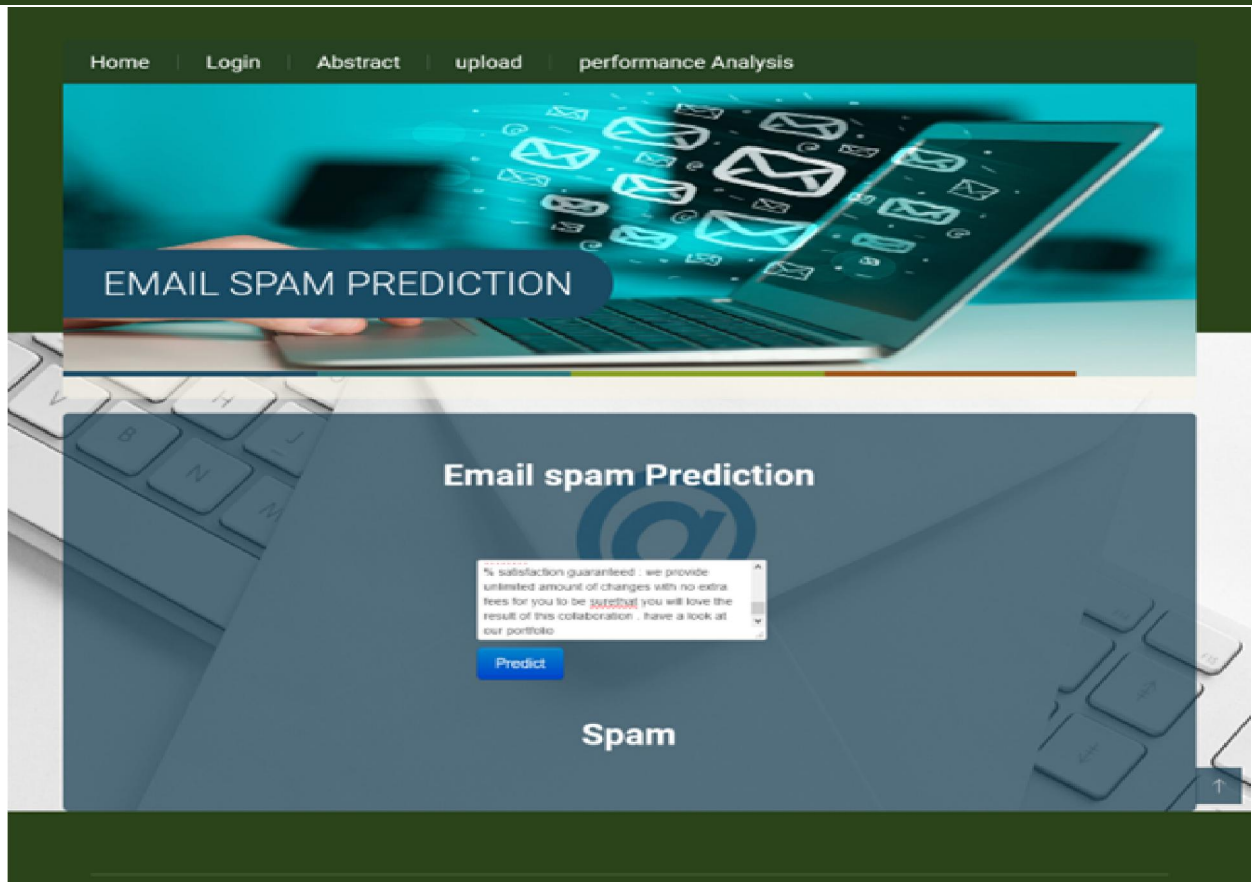 Home Login Abstract upload performance Analysis
EMAIL SPAM PREDICTION
Email spam Prediction
% satisfaction guaranteed : we provide
unlimited amount of changes with no extra
fees for you to be surethat you will love the
result of this collaboration . have a look at
our portfolio
Predict
Spam